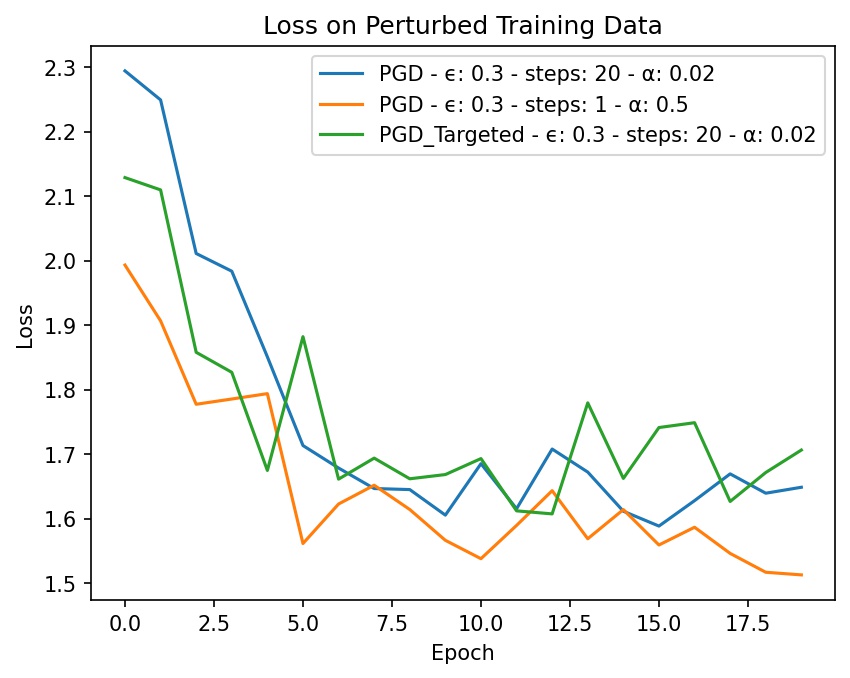 Loss on Perturbed Training Data
PGD - ϵ: 0.3 - steps: 20 - α: 0.02
PGD - ϵ: 0.3 - steps: 1 - α: 0.5
PGD_Targeted - ϵ: 0.3 - steps: 20 - α: 0.02
2.3
2.2
2.1
2.0
1.9
1.8
1.7
1.6
1.5
Loss
0.0 2.5 5.0 7.5 10.0 12.5 15.0 17.5
Epoch